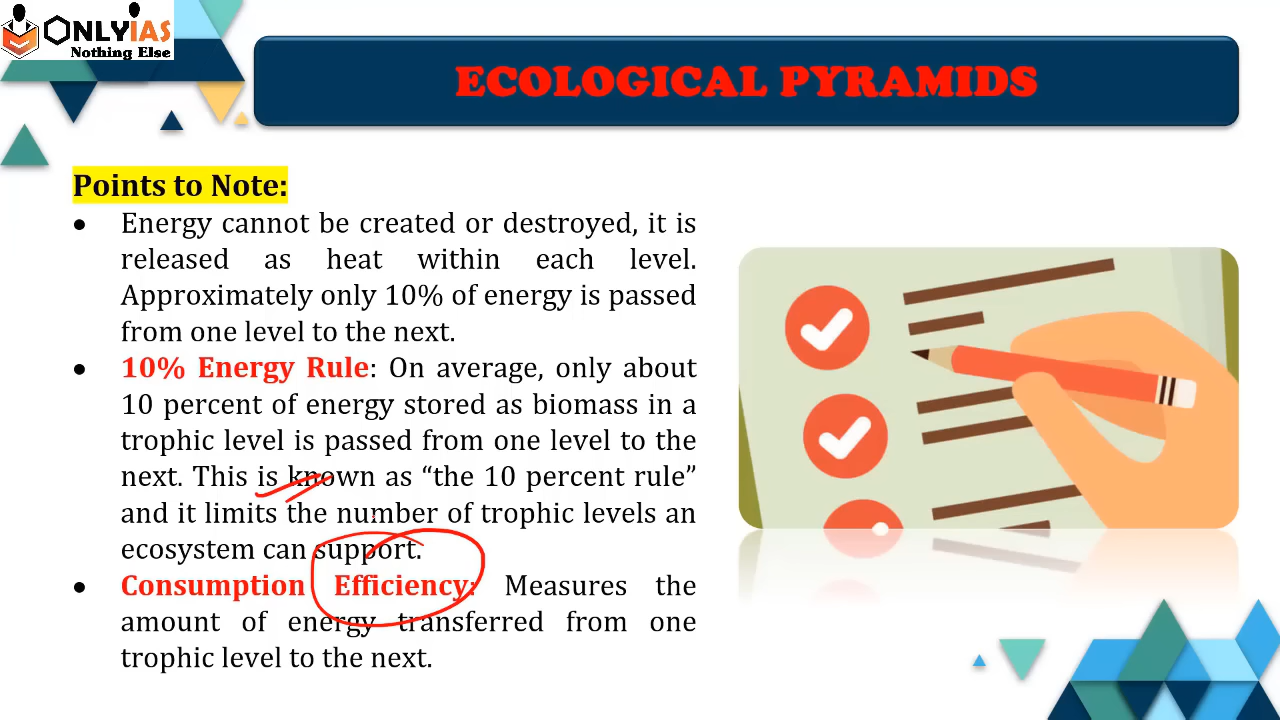 ONLYIAS
Nothing Else
ECOLOGICAL PYRAMIDS
Points to Note:
• Energy cannot be created or destroyed, it is
released as heat within each level.
Approximately only 10% of energy is passed
from one level to the next.
• 10% Energy Rule: On average, only about
10 percent of energy stored as biomass in a
trophic level is passed from one level to the
next. This is known as “the 10 percent rule”
and it limits the number of trophic levels an
ecosystem can support.
• Consumption Efficiency: Measures the
amount of energy transferred from one
trophic level to the next.